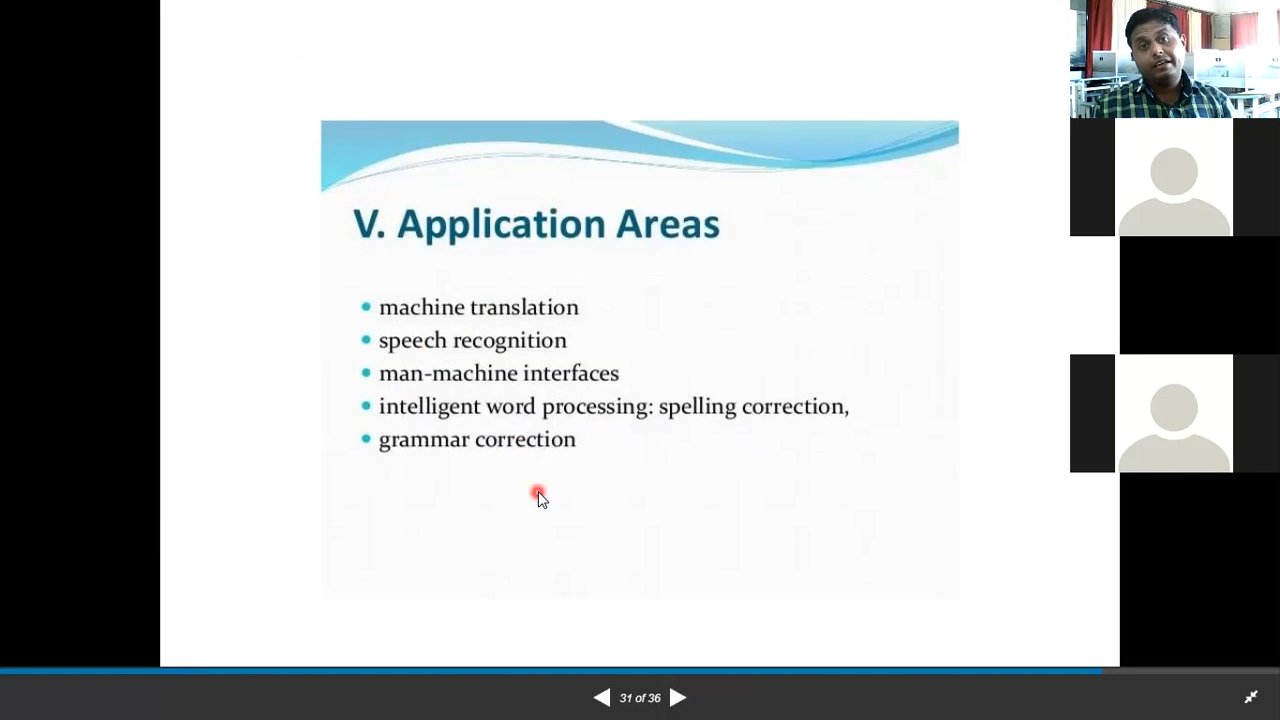 V. Application Areas
machine translation
speech recognition
man-machine interfaces
intelligent word processing: spelling correction,
grammar correction
31 of 36